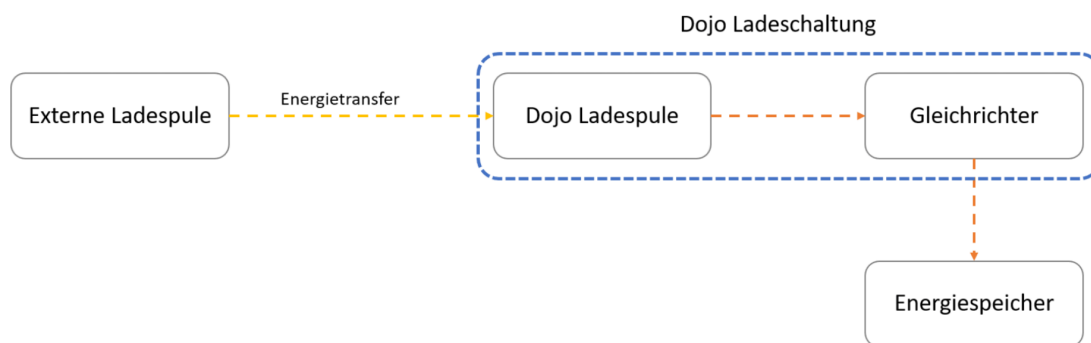 Dojo Ladeschaltung
Externe Ladespule
Energietransfer
Dojo Ladespule
Gleichrichter
Energiespeicher